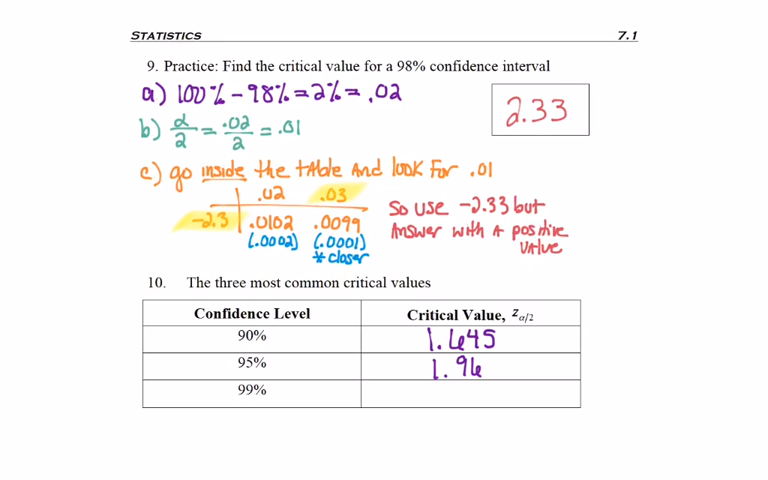 STATISTICS 7.1
9. Practice: Find the critical value for a 98% confidence interval
a) 100% - 98% = 2% = .02
2.33
b) α/2 = .02/2 = .01
c) go inside the table and look for .01
.02 .03
-2.3 .0102 .0099
(.0002) (.0001)
*closer
So use -2.33 but
answer with a positive
value
10. The three most common critical values
Confidence Level Critical Value, z α/2
90% 1.645
95% 1.96
99%